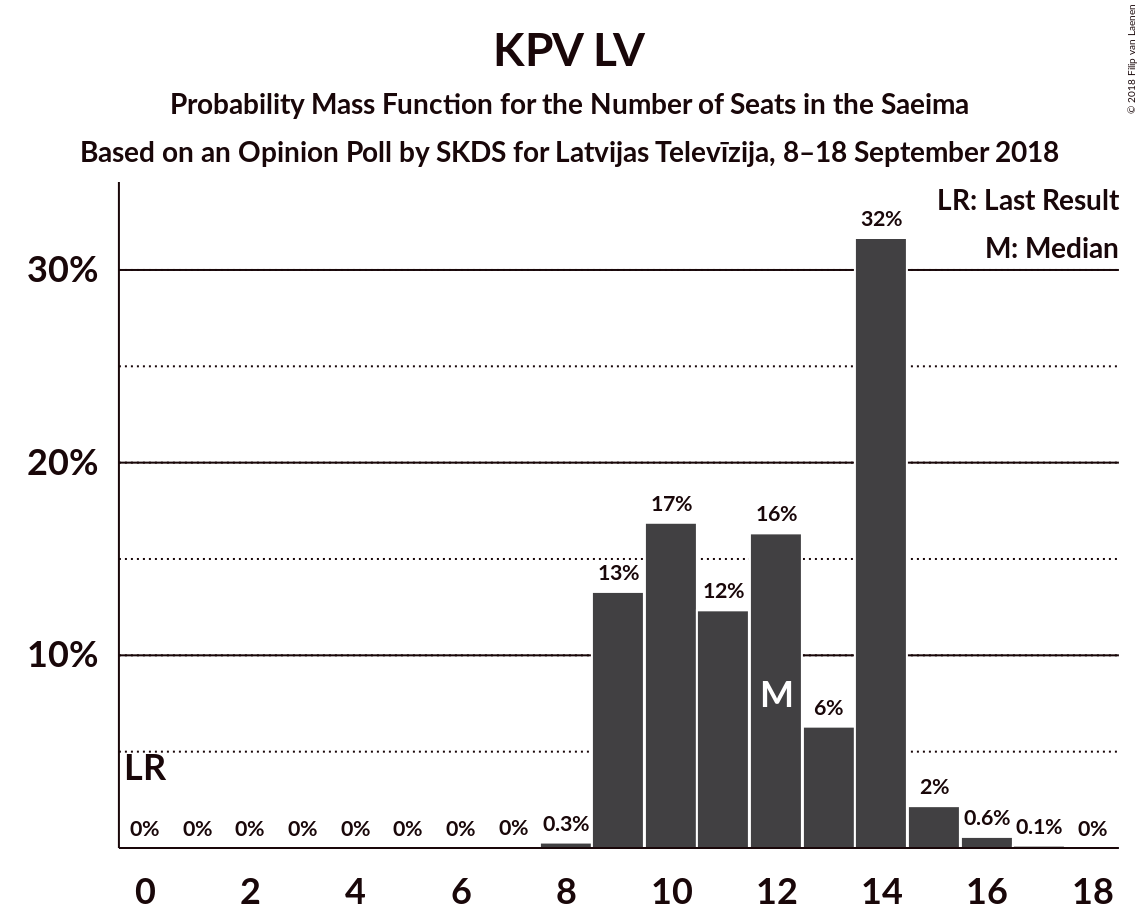 KPV LV
Probability Mass Function for the Number of Seats in the Saeima
Based on an Opinion Poll by SKDS for Latvijas Televīzija, 8–18 September 2018
© 2018 Filip van Laenen
LR: Last Result
M: Median
30%
20%
10%
32%
17%
16%
13%
12%
M
6%
LR
2%
0% 0% 0% 0% 0% 0% 0% 0% 0.3% 0.6% 0.1% 0%
0 2 4 6 8 10 12 14 16 18